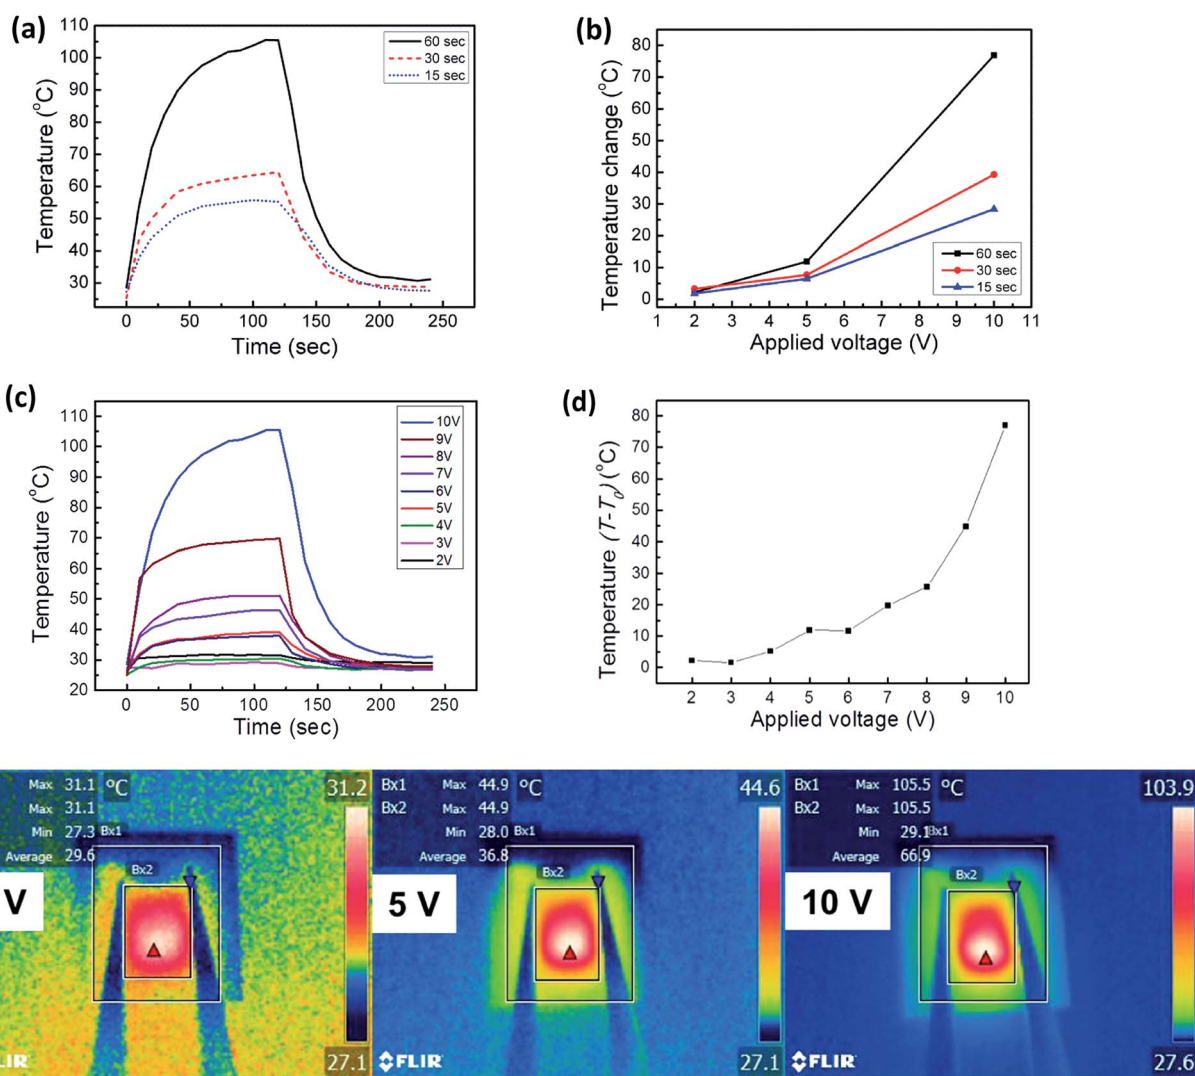 (a)
110
100
90
80
70
60
50
40
30
Temperature (°C)
0 50 100 150 200 250
Time (sec)
60 sec
30 sec
15 sec
(b)
80
70
60
50
40
30
20
10
0
Temperature change (°C)
1 2 3 4 5 6 7 8 9 10 11
Applied voltage (V)
60 sec
30 sec
15 sec
(c)
110
100
90
80
70
60
50
40
30
20
Temperature (°C)
0 50 100 150 200 250
Time (sec)
10V
9V
8V
7V
6V
5V
4V
3V
2V
(d)
80
70
60
50
40
30
20
10
0
Temperature (T-T0) (°C)
2 3 4 5 6 7 8 9 10
Applied voltage (V)
Max 31.1 °C 31.2
Max 31.1
Min 27.3
Average 29.6
Bx1
Bx2
V
FLIR
27.1
Bx1 Max 44.9 °C 44.6
Bx2 Max 44.9
Min 28.0
Average 36.8
Bx1
Bx2
5 V
FLIR
27.1
Bx1 Max 105.5 °C 103.9
Bx2 Max 105.5
Min 29.1
Average 66.9
Bx1
Bx2
10 V
FLIR
27.6